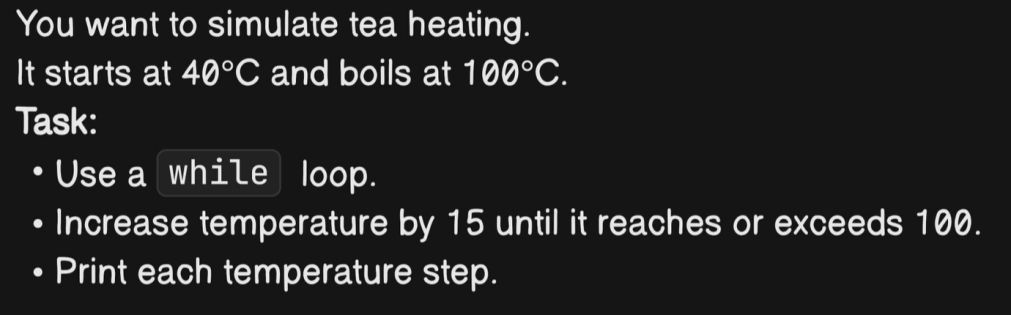 You want to simulate tea heating.
It starts at 40°C and boils at 100°C.
Task:
• Use a while loop.
• Increase temperature by 15 until it reaches or exceeds 100.
• Print each temperature step.